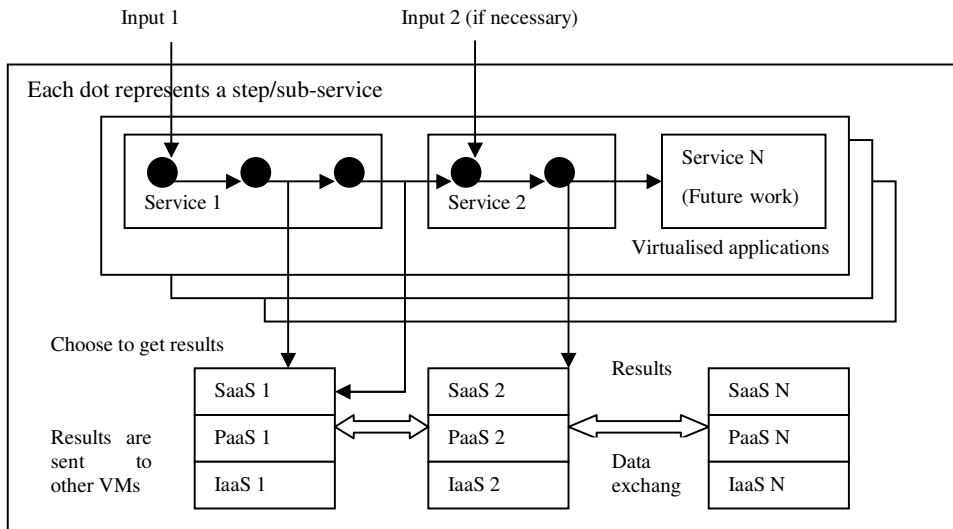 Input 1
Input 2 (if necessary)
Each dot represents a step/sub-service
Service 1
Service 2
Service N
(Future work)
Virtualised applications
Choose to get results
Results are
sent to
other VMs
SaaS 1
PaaS 1
IaaS 1
SaaS 2
PaaS 2
IaaS 2
Results
Data
exchang
SaaS N
PaaS N
IaaS N